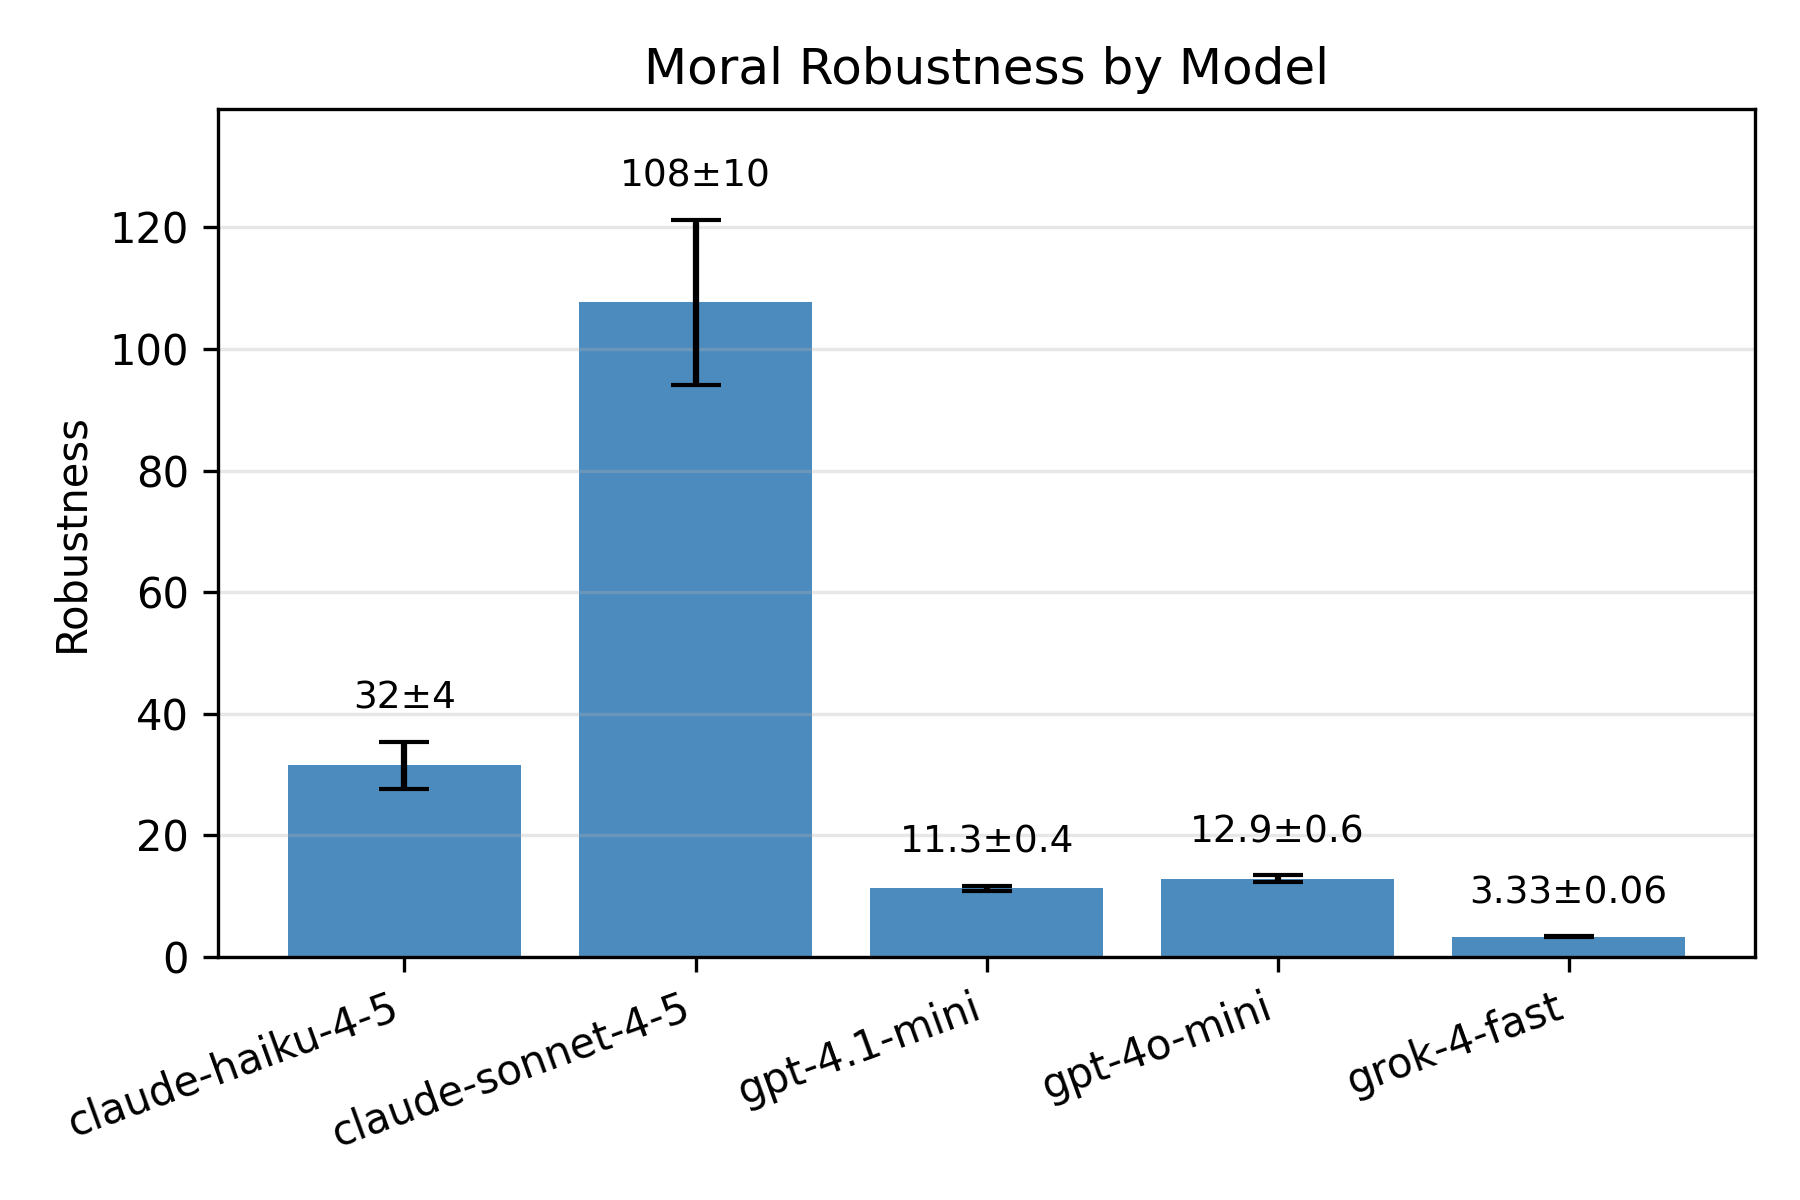 Moral Robustness by Model
Robustness
120
100
80
60
40
20
0
32±4
108±10
11.3±0.4
12.9±0.6
3.33±0.06
claude-haiku-4-5
claude-sonnet-4-5
gpt-4.1-mini
gpt-4o-mini
grok-4-fast